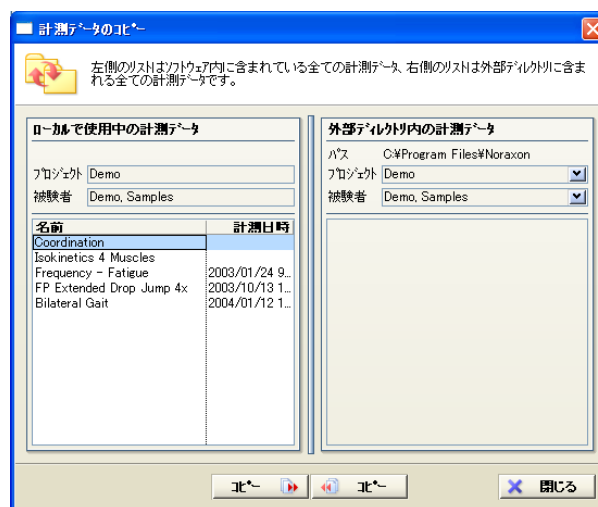 計測ﾃﾞｰﾀのｺﾋﾟｰ
左側のﾘｽﾄはｿﾌﾄｳｪｱ内に含まれている全ての計測ﾃﾞｰﾀ、右側のﾘｽﾄは外部ﾃﾞｨﾚｸﾄﾘに含ま
れる全ての計測ﾃﾞｰﾀです。
ﾛｰｶﾙで使用中の計測ﾃﾞｰﾀ
ﾌﾟﾛｼﾞｪｸﾄ Demo
被験者 Demo, Samples
名前 計測日時
Coordination
Isokinetics 4 Muscles
Frequency - Fatigue 2003/01/24 9...
FP Extended Drop Jump 4x 2003/10/13 1...
Bilateral Gait 2004/01/12 1...
外部ﾃﾞｨﾚｸﾄﾘ内の計測ﾃﾞｰﾀ
ﾊﾟｽ C:¥Program Files¥Noraxon
ﾌﾟﾛｼﾞｪｸﾄ Demo
被験者 Demo, Samples
ｺﾋﾟｰ ｺﾋﾟｰ 閉じる